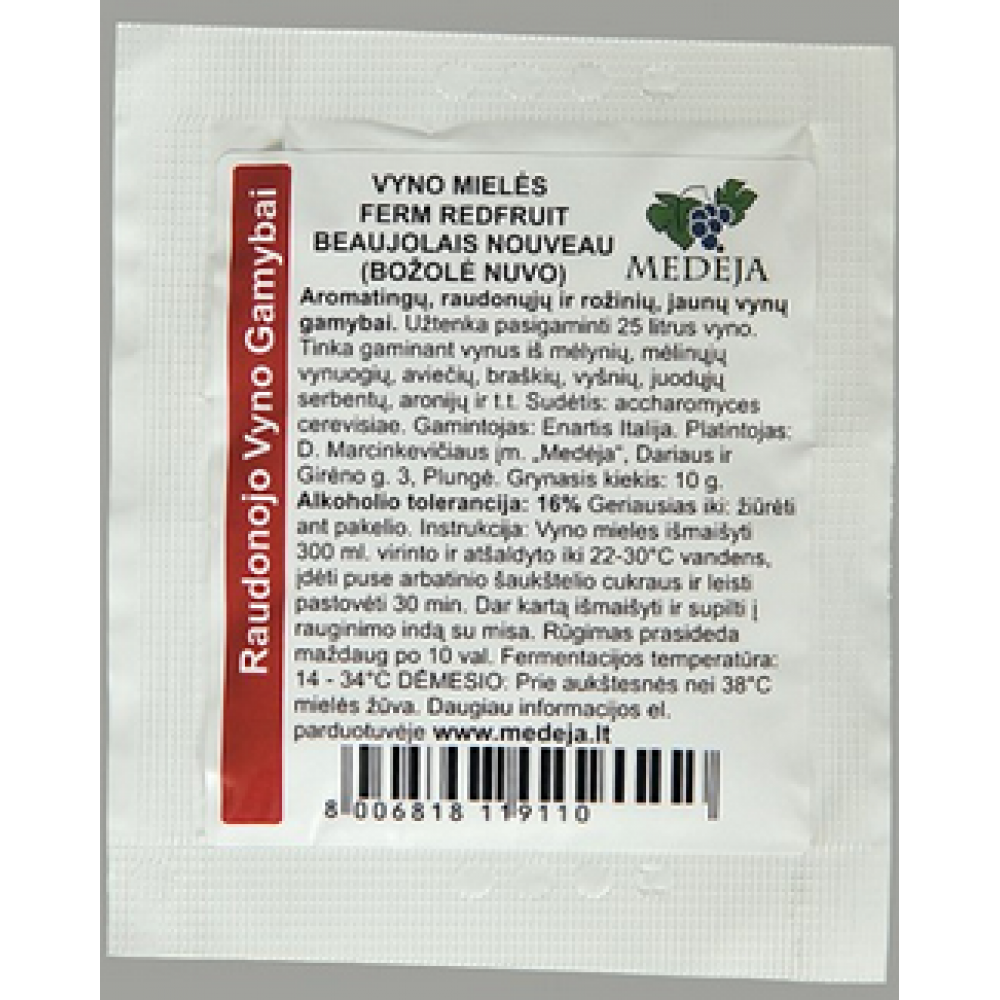 Raudonojo Vyno Gamybai
VYNO MIELĖS
FERM REDFRUIT
BEAUJOLAIS NOUVEAU
(BOŽOLĖ NUVO)
MEDĖJA
Aromatingų, raudonųjų ir rožinių, jaunų vynų
gamybai. Užtenka pasigaminti 25 litrus vyno.
Tinka gaminant vynus iš mėlynių, mėlinųjų
vynuogių, aviečių, braškių, vyšnių, juodųjų
serbentų, aronijų ir t.t. Sudėtis: accharomyces
cerevisiae. Gamintojas: Enartis Italija. Platintojas:
D. Marcinkevičiaus įm. „Medėja“, Dariaus ir
Girėno g. 3, Plungė. Grynasis kiekis: 10 g.
Alkoholio tolerancija: 16% Geriausias iki: žiūrėti
ant pakelio. Instrukcija: Vyno mieles išmaišyti
300 ml. virinto ir atšaldyto iki 22-30°C vandens,
įdėti puse arbatinio šaukštelio cukraus ir leisti
pastovėti 30 min. Dar kartą išmaišyti ir supilti į
rauginimo indą su misa. Rūgimas prasideda
maždaug po 10 val. Fermentacijos temperatūra:
14 - 34°C DĖMESIO: Prie aukštesnės nei 38°C
mielės žūva. Daugiau informacijos el.
parduotuvėje www.medeja.lt
8 006818 119110